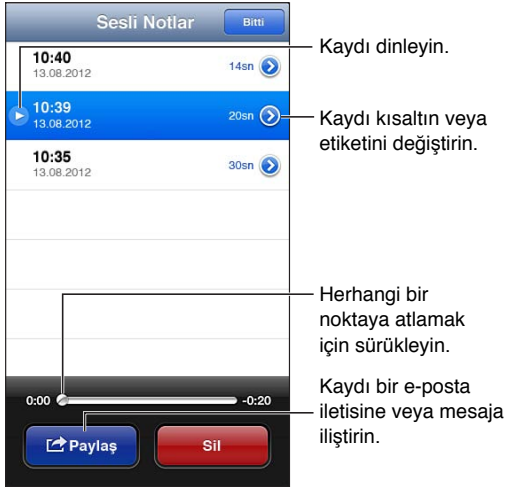 Sesli Notlar
Bitti
10:40
13.08.2012
14sn
10:39
13.08.2012
20sn
10:35
13.08.2012
30sn
0:00
-0:20
Paylaş
Sil
Kaydı dinleyin.
Kaydı kısaltın veya
etiketini değiştirin.
Herhangi bir
noktaya atlamak
için sürükleyin.
Kaydı bir e-posta
iletisine veya mesaja
iliştirin.